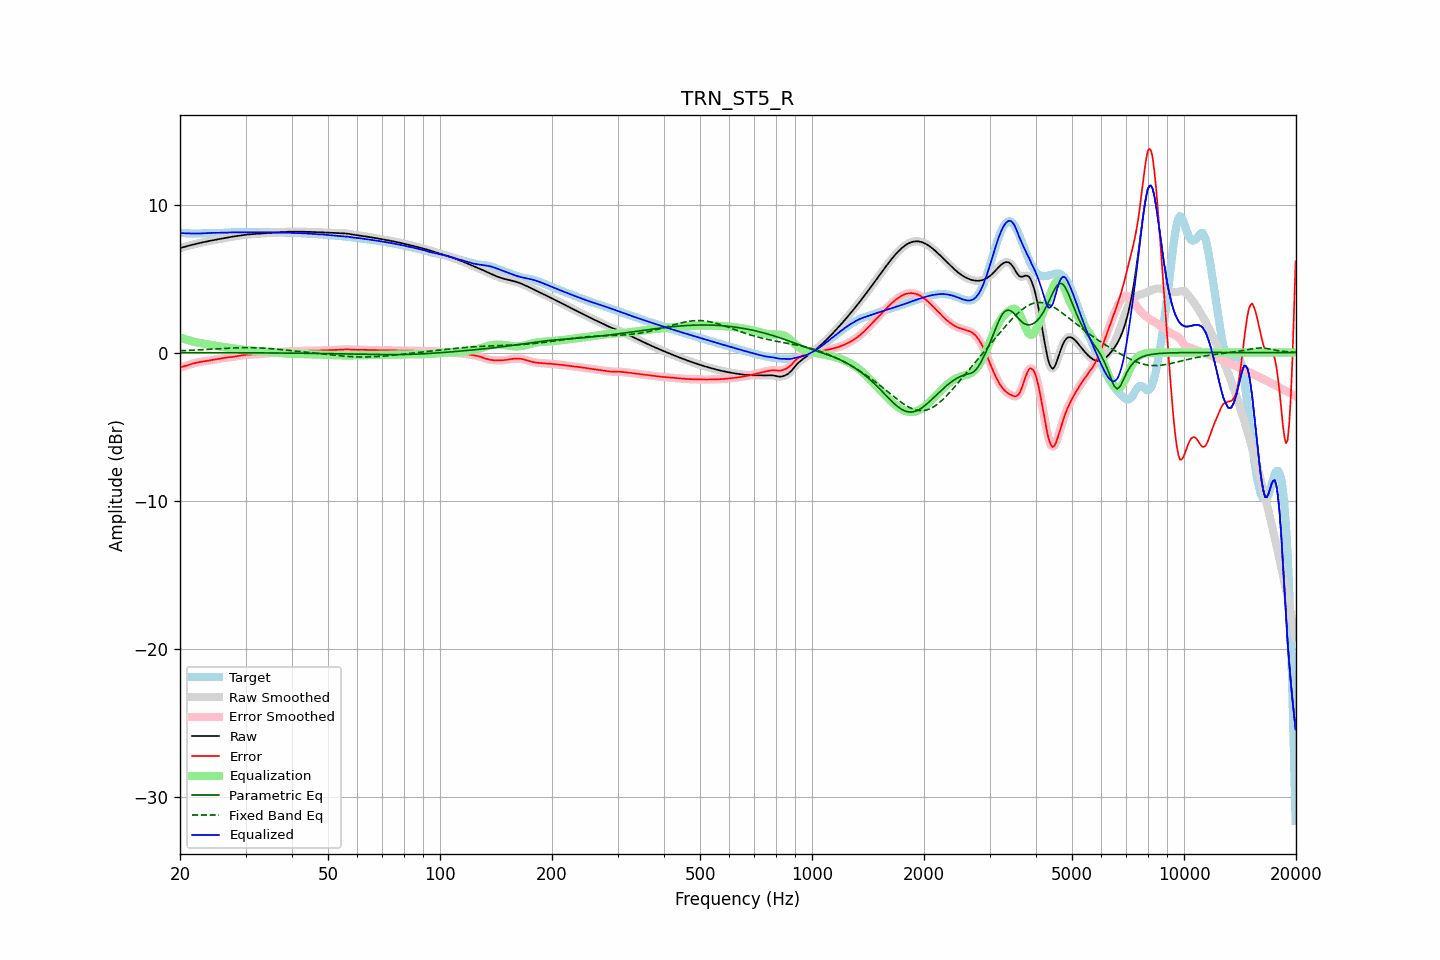 TRN_ST5_R
10
0
−10
−20
−30
Amplitude (dBr)
Target
Raw Smoothed
Error Smoothed
Raw
Error
Equalization
Parametric Eq
Fixed Band Eq
Equalized
20 50 100 200 500 1000 2000 5000 10000 20000
Frequency (Hz)